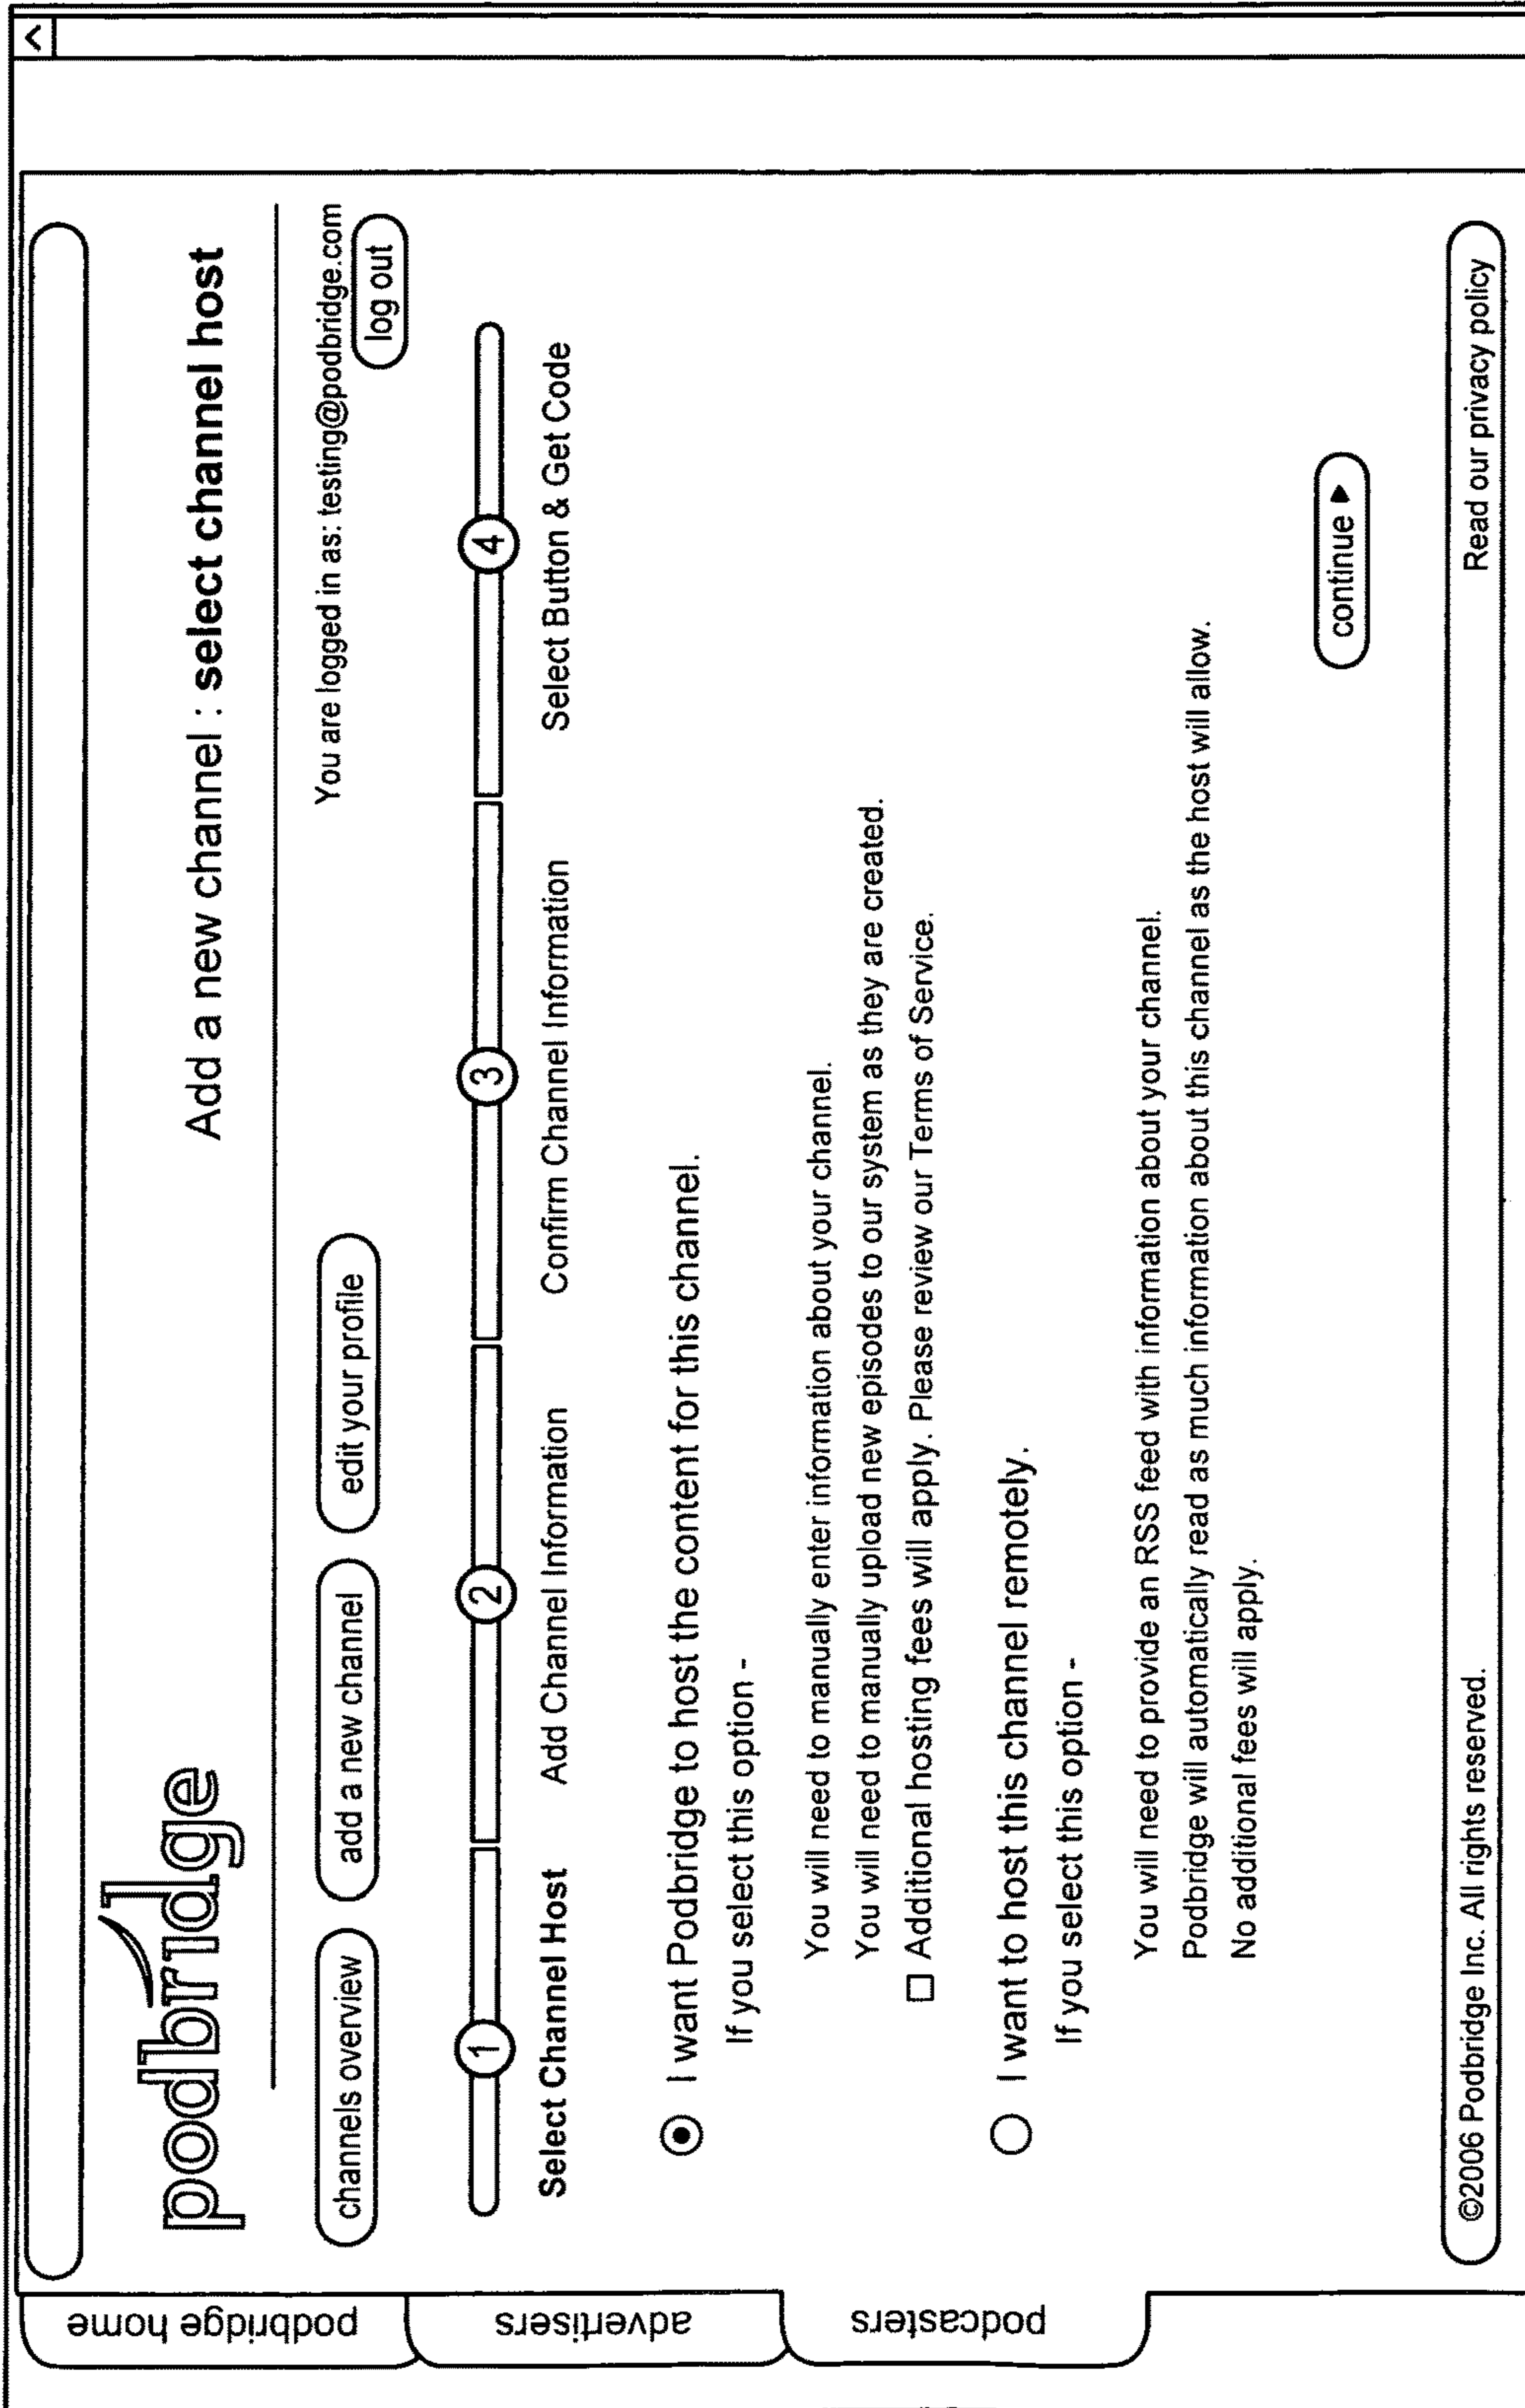 podbridge home
advertisers
podcasters
podbridge
Add a new channel : select channel host
channels overview
add a new channel
edit your profile
You are logged in as: testing@podbridge.com
log out
1
2
3
4
Select Channel Host
Add Channel Information
Confirm Channel Information
Select Button & Get Code
I want Podbridge to host the content for this channel.
If you select this option -
You will need to manually enter information about your channel.
You will need to manually upload new episodes to our system as they are created.
Additional hosting fees will apply. Please review our Terms of Service.
I want to host this channel remotely.
If you select this option -
You will need to provide an RSS feed with information about your channel.
Podbridge will automatically read as much information about this channel as the host will allow.
No additional fees will apply.
continue ▶
©2006 Podbridge Inc. All rights reserved.
Read our privacy policy